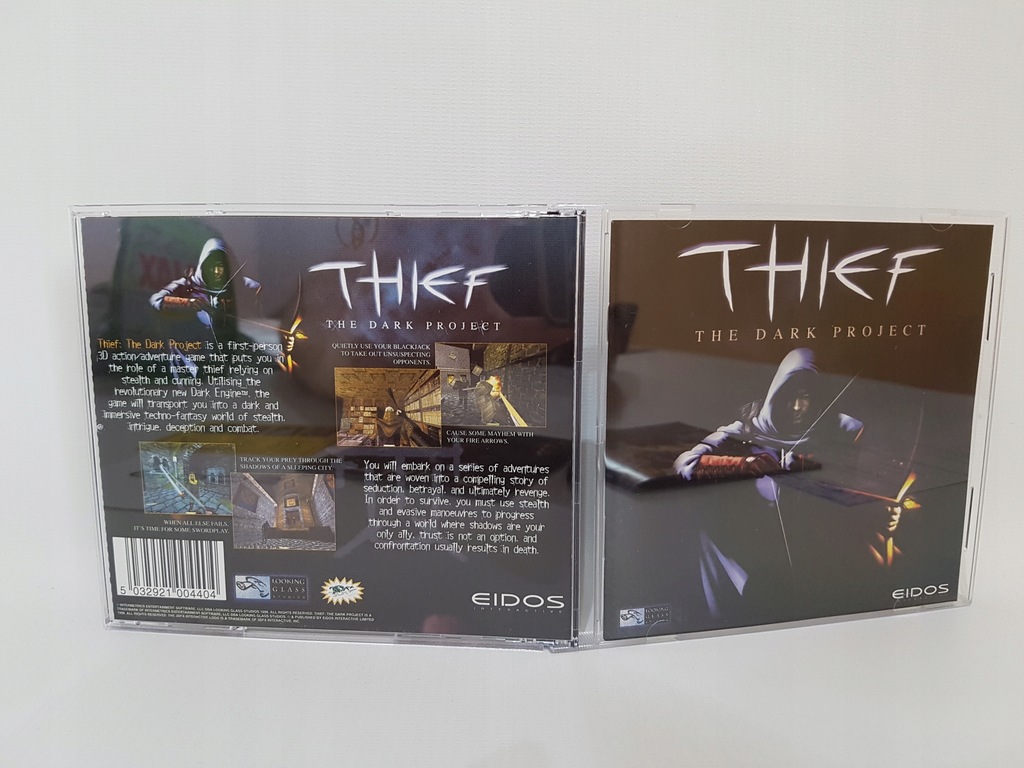 THIEF
THE DARK PROJECT
Thief: The Dark Project is a first-person
3D action/adventure game that puts you in
the role of a master thief relying on
stealth and cunning. Utilising the
revolutionary new Dark Engine™, the
game will transport you into a dark and
immersive techno-fantasy world of stealth,
intrigue, deception and combat.
QUIETLY USE YOUR BLACKJACK
TO TAKE OUT UNSUSPECTING
OPPONENTS.
CAUSE SOME MAYHEM WITH
YOUR FIRE ARROWS.
TRACK YOUR PREY THROUGH THE
SHADOWS OF A SLEEPING CITY.
WHEN ALL ELSE FAILS,
IT'S TIME FOR SOME SWORDPLAY.
You will embark on a series of adventures
that are woven into a compelling story of
seduction, betrayal, and ultimately revenge.
In order to survive, you must use stealth
and evasive manoeuvres to progress
through a world where shadows are your
only ally, trust is not an option, and
confrontation usually results in death.
5 032921 004404
LOOKING
GLASS
STUDIOS
EIDOS
INTERACTIVE
THIEF
THE DARK PROJECT
LOOKING
GLASS
EIDOS